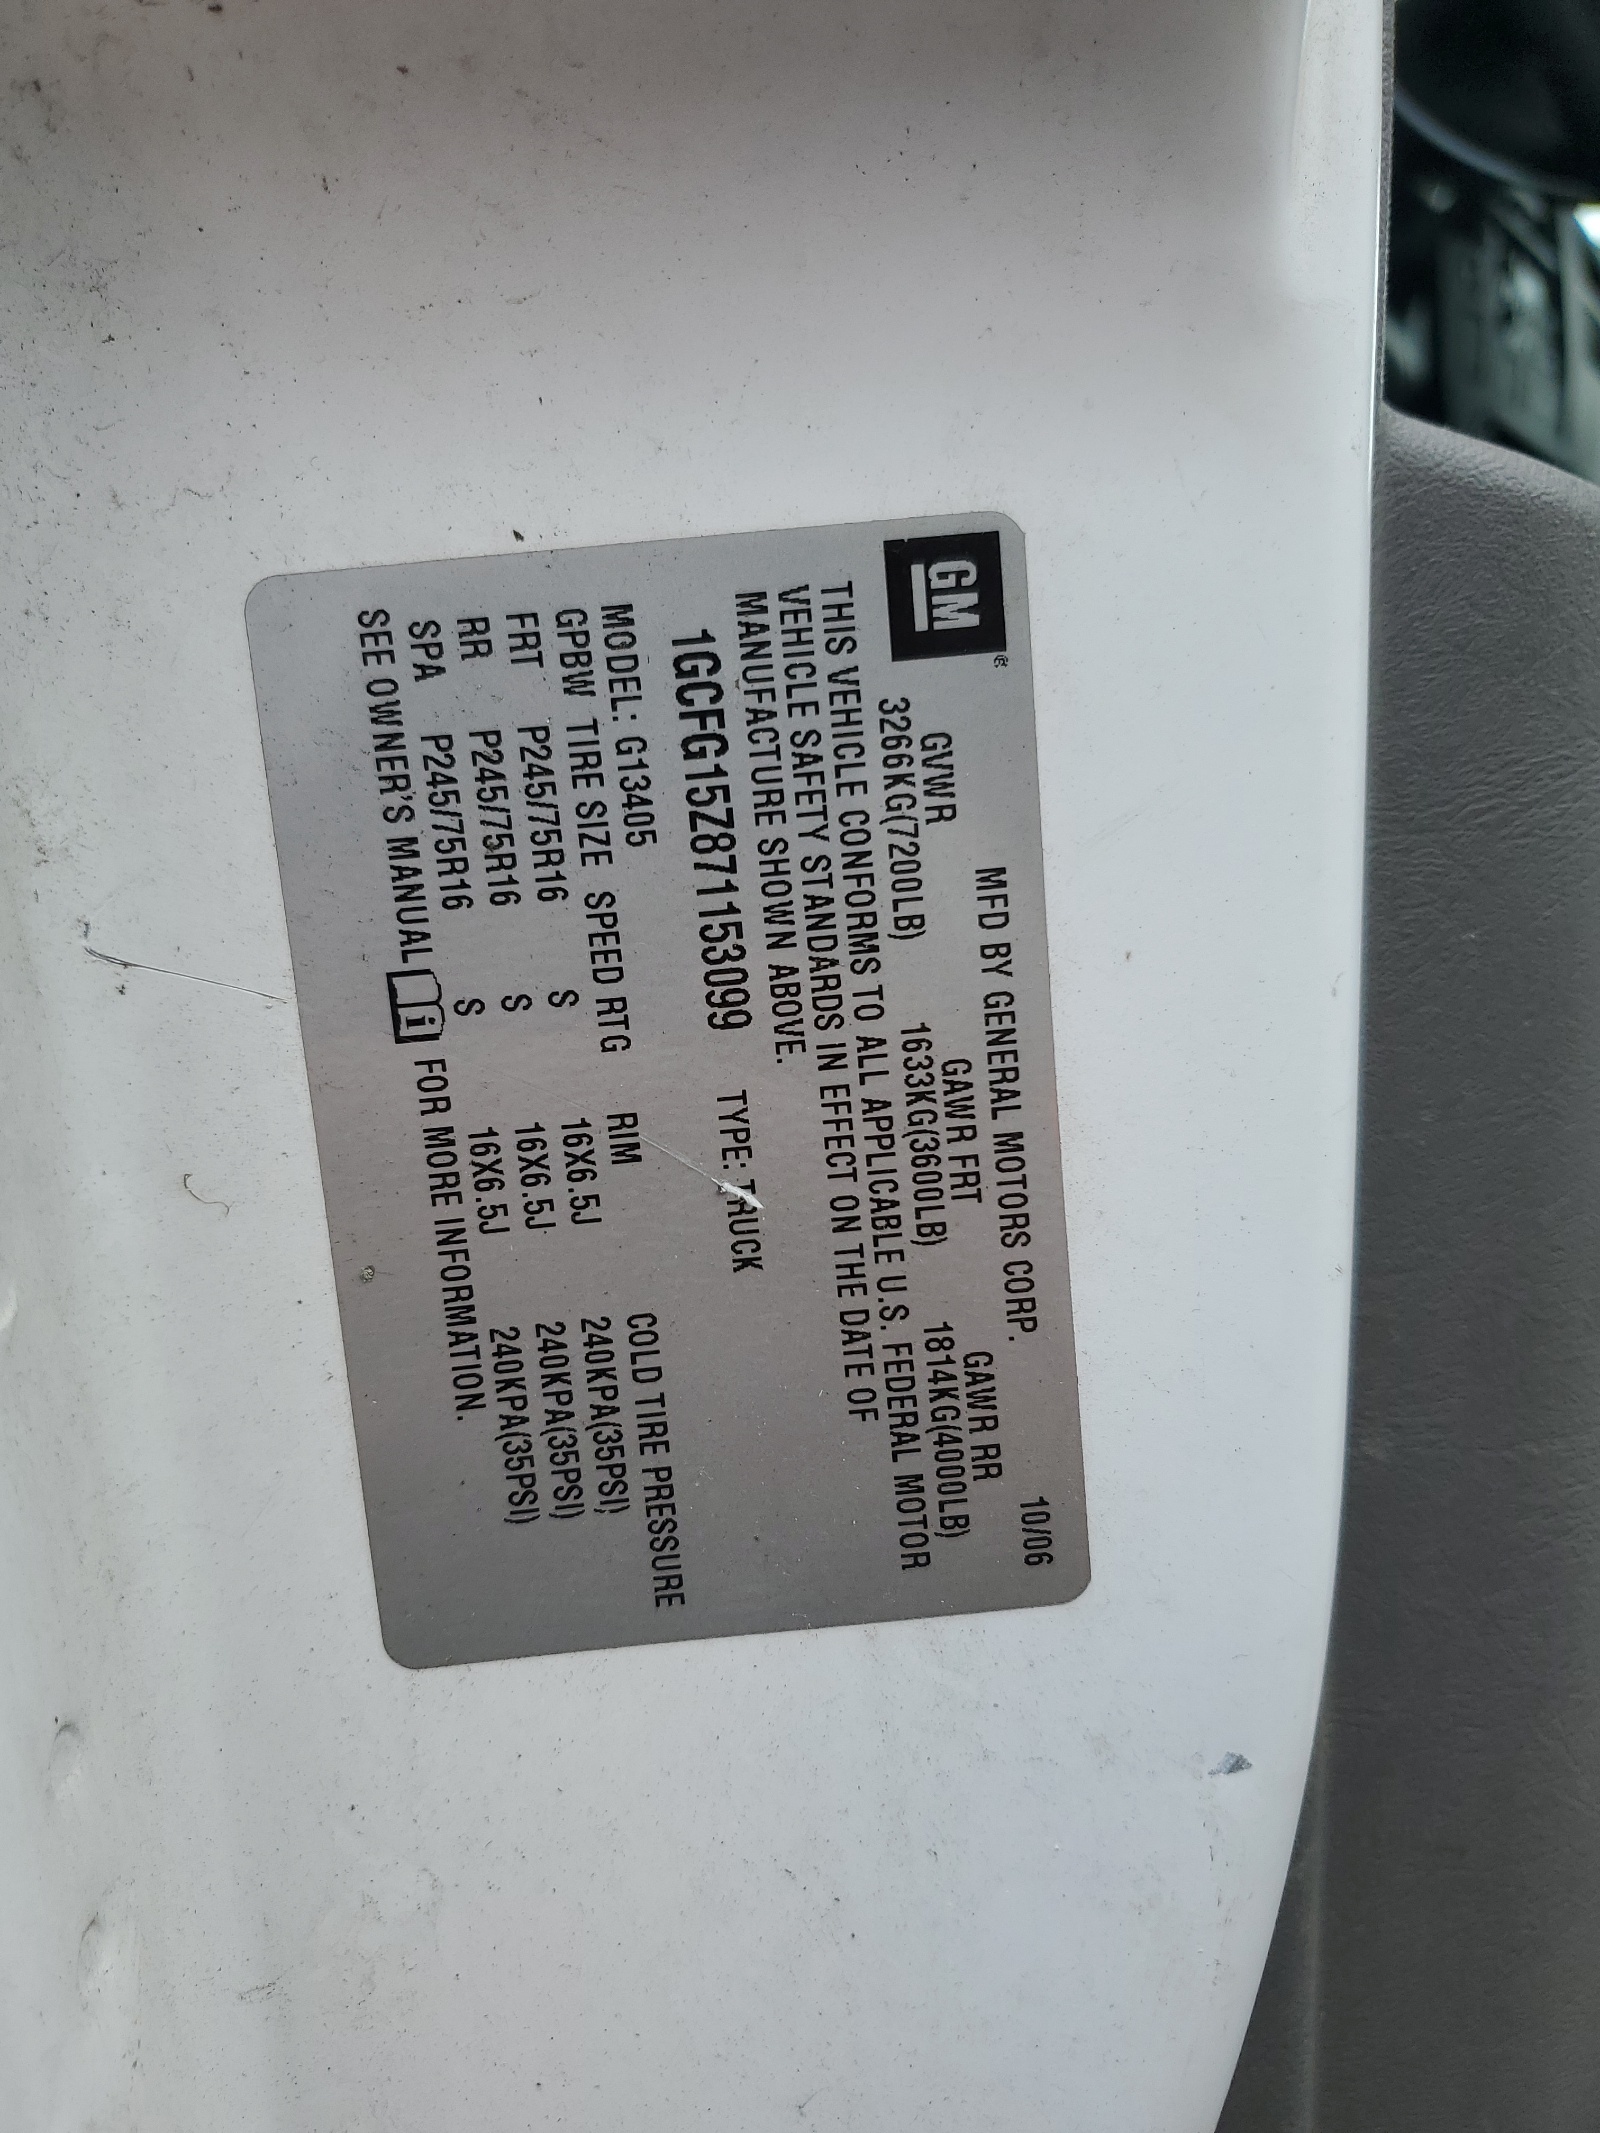 GM®
MFD BY GENERAL MOTORS CORP. 10/06
GVWR GAWR FRT GAWR RR
3266KG(7200LB) 1633KG(3600LB) 1814KG(4000LB)
THIS VEHICLE CONFORMS TO ALL APPLICABLE U.S. FEDERAL MOTOR
VEHICLE SAFETY STANDARDS IN EFFECT ON THE DATE OF
MANUFACTURE SHOWN ABOVE.
1GCFG15Z871153099 TYPE: TRUCK
MODEL: G13405
GPBW TIRE SIZE SPEED RTG RIM COLD TIRE PRESSURE
FRT P245/75R16 S 16X6.5J 240KPA(35PSI)
RR P245/75R16 S 16X6.5J 240KPA(35PSI)
SPA P245/75R16 S 16X6.5J 240KPA(35PSI)
SEE OWNER'S MANUAL i FOR MORE INFORMATION.